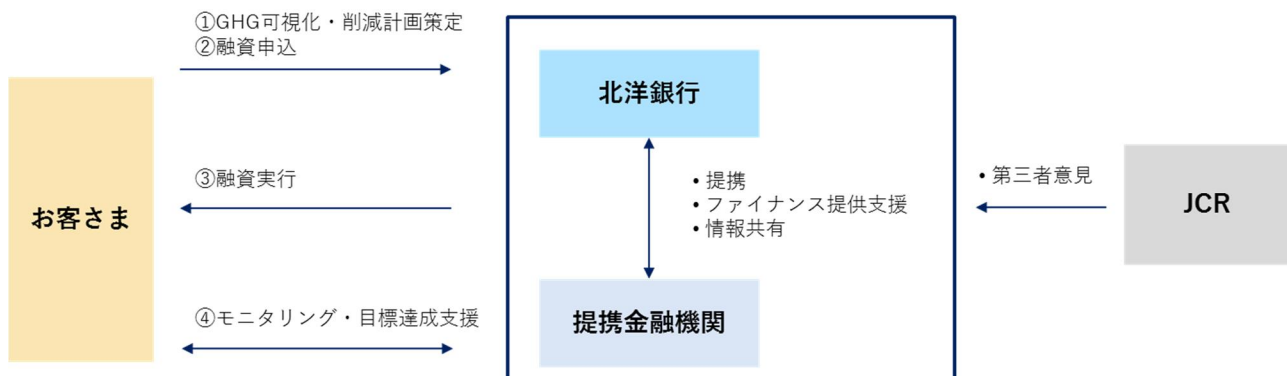 ①GHG可視化・削減計画策定
②融資申込
北洋銀行
お客さま
③融資実行
• 提携
• ファイナンス提供支援
• 情報共有
• 第三者意見
JCR
④モニタリング・目標達成支援
提携金融機関